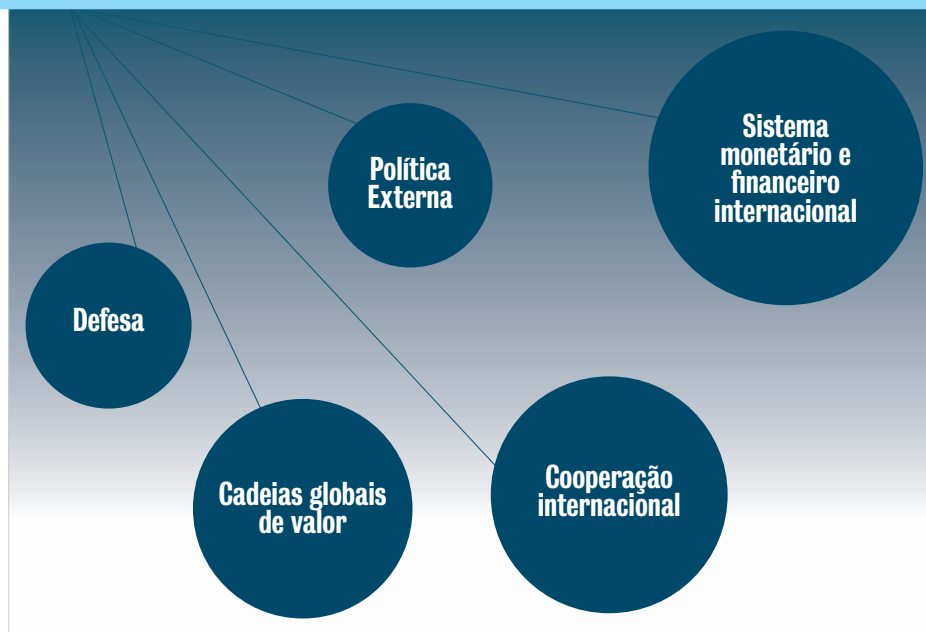 Sistema
monetário e
financeiro
internacional
Política
Externa
Defesa
Cadeias globais
de valor
Cooperação
internacional